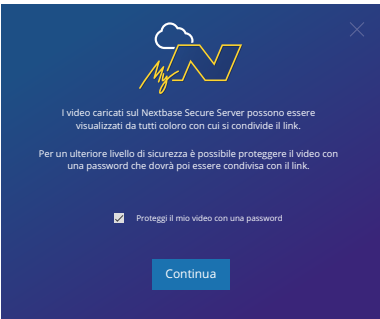 My N
I video caricati sul Nextbase Secure Server possono essere
visualizzati da tutti coloro con cui si condivide il link.
Per un ulteriore livello di sicurezza è possibile proteggere il video con
una password che dovrà poi essere condivisa con il link.
Proteggi il mio video con una password
Continua